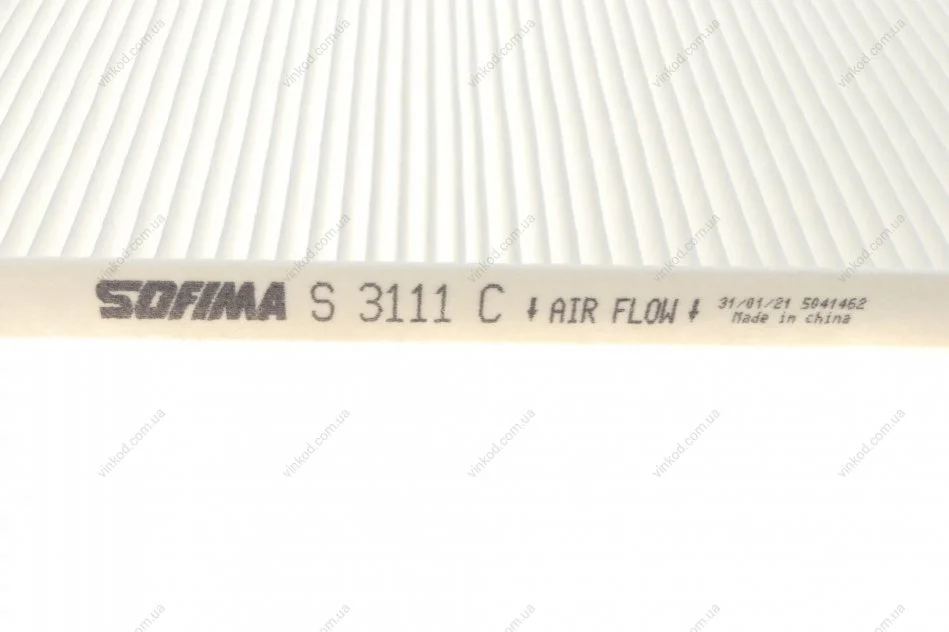 SOFIMA S 3111 C ↓ AIR FLOW ↓ 31/01/21 5041462
Made in china
vinkod.com.ua